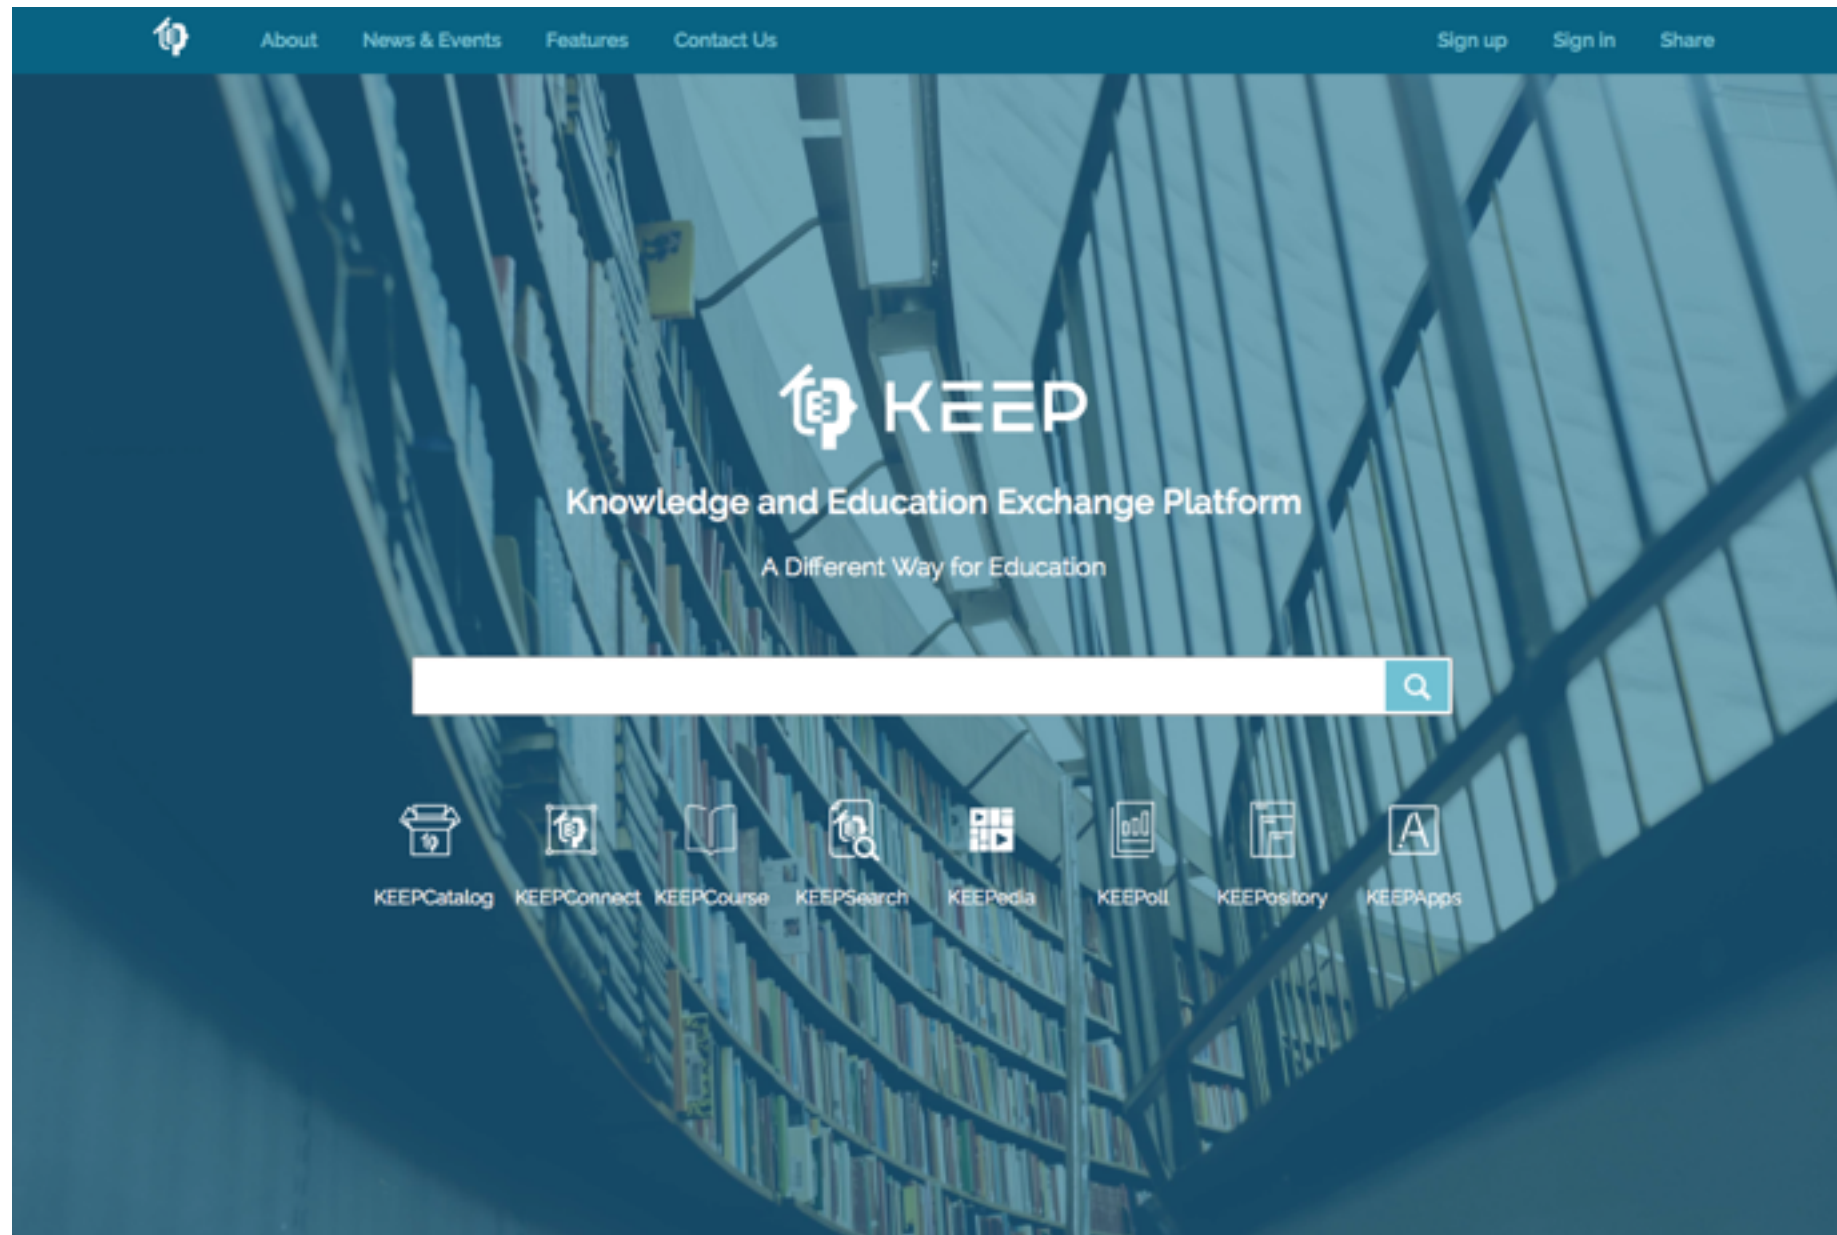 About News & Events Features Contact Us Sign up Sign in Share
KEEP
Knowledge and Education Exchange Platform
A Different Way for Education
KEEPCatalog KEEPConnect KEEPCourse KEEPSearch KEEPedia KEEPoll KEEPository KEEPApps